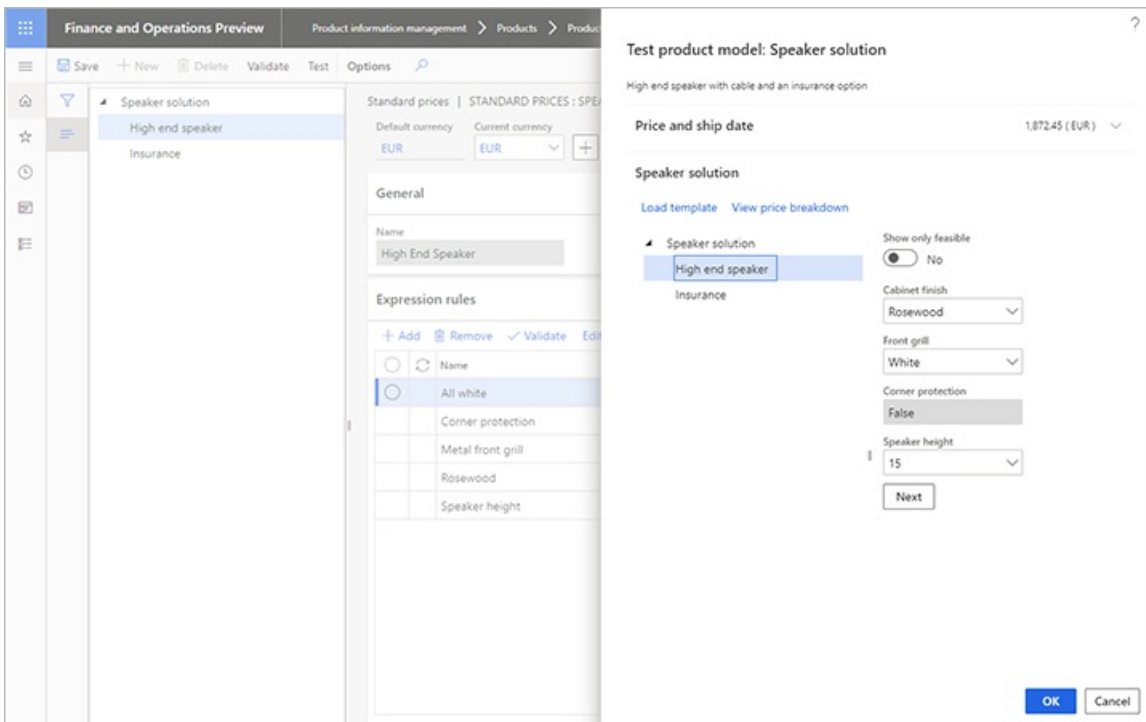 Finance and Operations Preview
Product information management > Products >
Save + New Delete Validate Test Options
Speaker solution
High end speaker
Insurance
Standard prices | STANDARD PRICES :
Default currency Current currency
EUR EUR
General
Name
High End Speaker
Expression rules
+ Add Remove Validate
Name
All white
Corner protection
Metal front grill
Rosewood
Speaker height
?
Test product model: Speaker solution
High end speaker with cable and an insurance option
Price and ship date 1,872.45 ( EUR )
Speaker solution
Load template View price breakdown
Speaker solution
High end speaker
Insurance
Show only feasible
No
Cabinet finish
Rosewood
Front grill
White
Corner protection
False
Speaker height
15
Next
OK Cancel